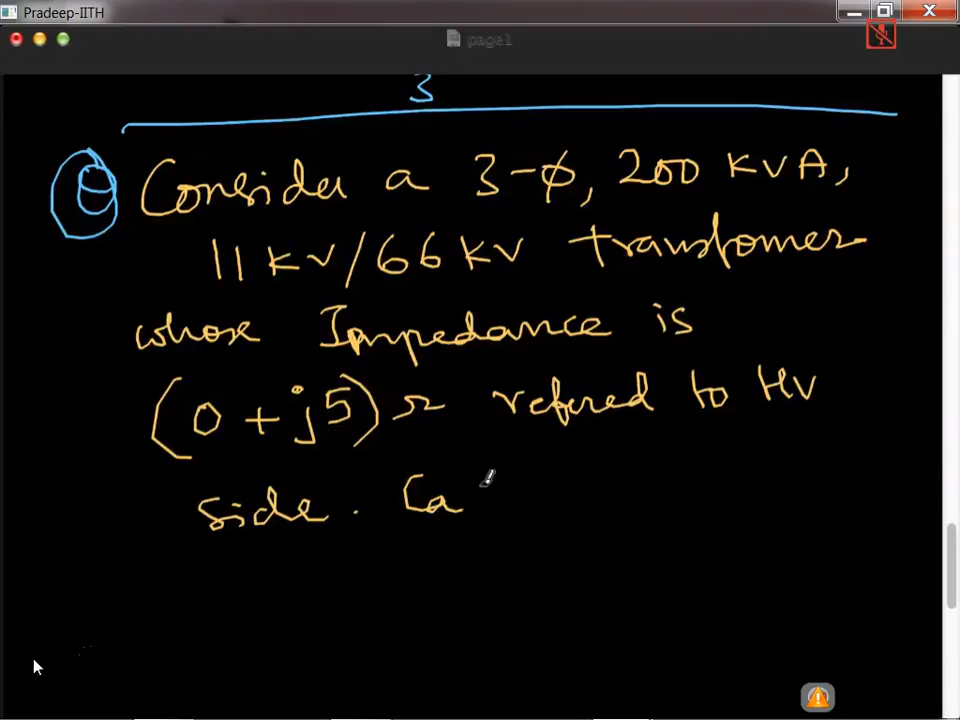 Pradeep-IITH
page1
3
Q Consider a 3-φ, 200 KVA,
11 KV/66 KV transfomer
whose Impedance is
(0 + j5) Ω refered to HV
side. Ca